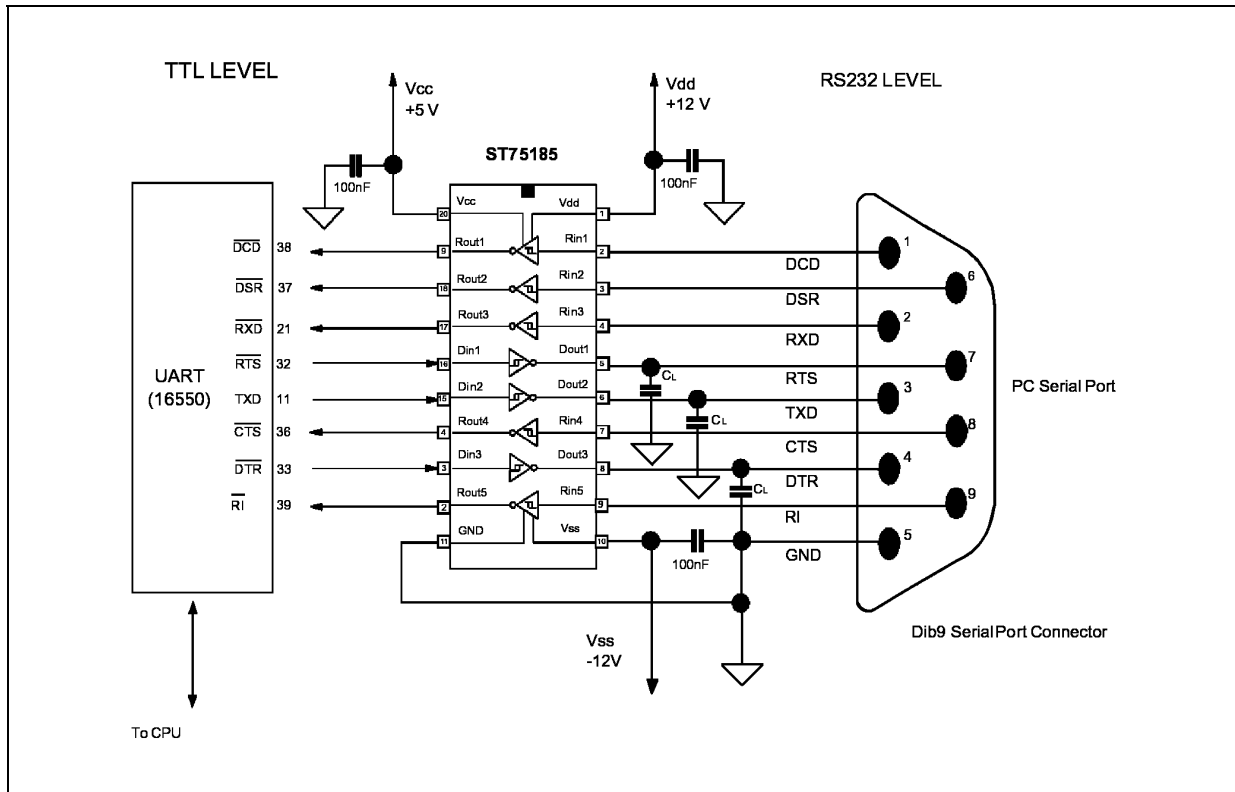 TTL LEVEL
RS232 LEVEL
Vcc
+5 V
Vdd
+12 V
ST75185
100nF
100nF
Vcc
Vdd
20
1
DCD 38
Rout1
Rin1
9
2
DCD
1
DSR 37
Rout2
Rin2
18
3
DSR
6
RXD 21
Rout3
Rin3
17
4
RXD
2
RTS 32
Din1
Dout1
16
5
RTS
7
CL
UART
(16550)
TXD 11
Din2
Dout2
15
6
TXD
3
CL
PC Serial Port
CTS 36
Rout4
Rin4
4
7
CTS
8
DTR 33
Din3
Dout3
3
8
DTR
4
CL
RI 39
Rout5
Rin5
2
9
RI
9
GND
Vss
11
10
100nF
GND
5
Vss
-12V
Dib9 SerialPort Connector
To CPU